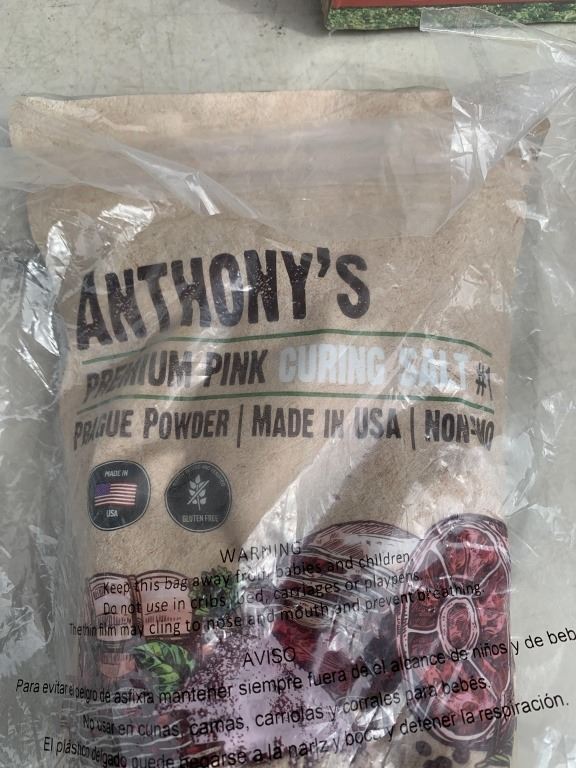 ANTHONY'S
PREMIUM PINK CURING SALT #1
PRAGUE POWDER | MADE IN USA | NON-GMO
MADE IN
USA
GLUTEN FREE
WARNING
Keep this bag away from babies and children.
Do not use in cribs, bed, carriages or playpens.
The thin film may cling to nose and mouth and prevent breathing.
AVISO
Para evitar el peligro de asfixia mantener siempre fuera de el alcance de niños y de beb
No usar en cunas, camas, carriolas y corrales para bebés.
El plástico delgado puede pegarse a la nariz y boca y detener la respiración.